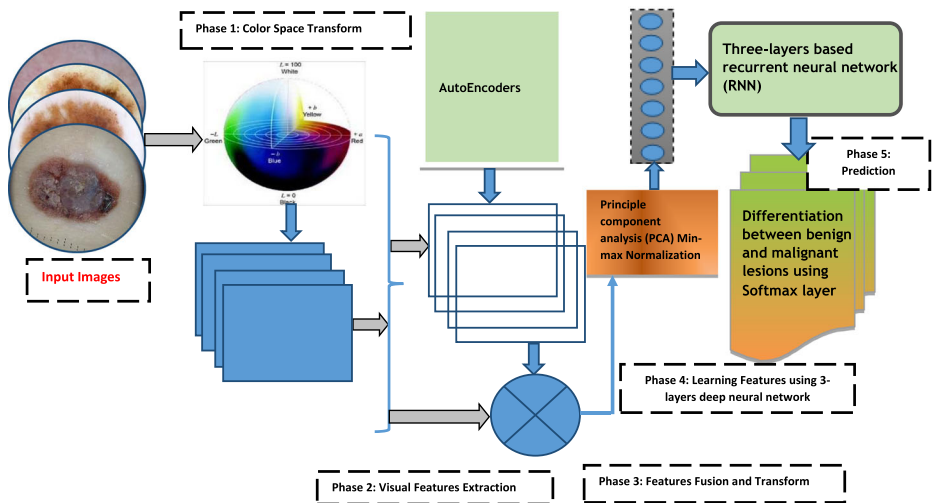 Phase 1: Color Space Transform
L = 100
White
+ b
Yellow
−L
Green
+ a
Red
− b
Blue
L = 0
Black
Input Images
AutoEncoders
Principle
component
analysis (PCA) Min-
max Normalization
Three-layers based
recurrent neural network
(RNN)
Phase 5:
Prediction
Differentiation
between benign
and malignant
lesions using
Softmax layer
Phase 4: Learning Features using 3-
layers deep neural network
Phase 2: Visual Features Extraction
Phase 3: Features Fusion and Transform